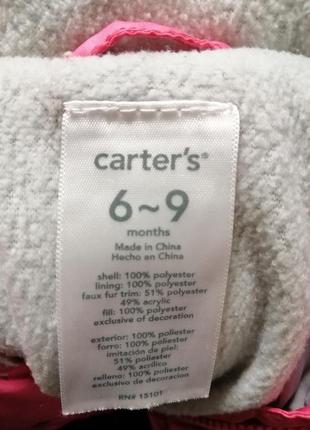 carter's®
6~9
months
Made in China
Hecho en China
shell: 100% polyester
lining: 100% polyester
faux fur trim: 51% polyester
49% acrylic
fill: 100% polyester
exclusive of decoration
exterior: 100% poliester
forro: 100% poliester
imitación de piel:
51% poliester
49% acrílico
relleno: 100% poliester
exclusivo de decoracion
RN# 15101